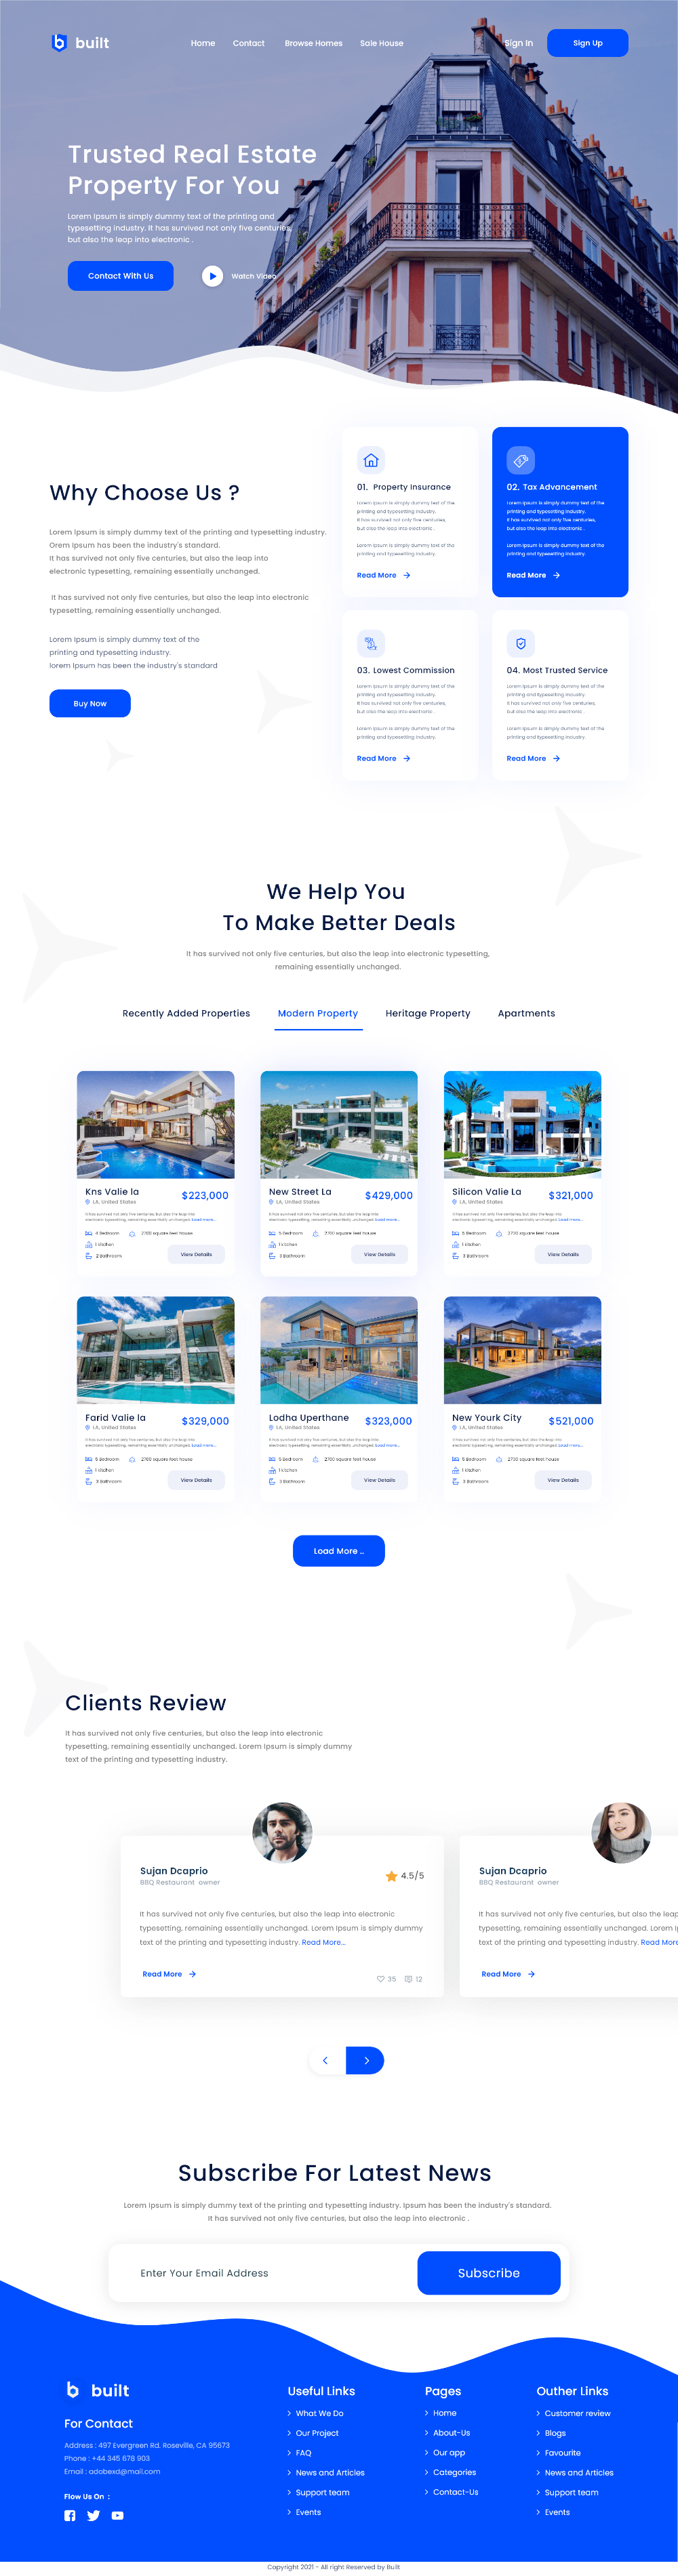 built
Home
Contact
Browse Homes
Sale House
Sign In
Sign Up
Trusted Real Estate
Property For You
Lorem Ipsum is simply dummy text of the printing and
typesetting industry. It has survived not only five centuries,
but also the leap into electronic .
Contact With Us
Watch Video
Why Choose Us ?
Lorem Ipsum is simply dummy text of the printing and typesetting industry.
Orem Ipsum has been the industry's standard.
It has survived not only five centuries, but also the leap into
electronic typesetting, remaining essentially unchanged.
It has survived not only five centuries, but also the leap into electronic
typesetting, remaining essentially unchanged.
Lorem Ipsum is simply dummy text of the
printing and typesetting industry.
lorem Ipsum has been the industry's standard
Buy Now
01. Property Insurance
Lorem Ipsum is simply dummy text of the
printing and typesetting industry.
It has survived not only five centuries,
but also the leap into electronic .
Lorem Ipsum is simply dummy text of the
printing and typesetting industry.
Read More
02. Tax Advancement
Lorem Ipsum is simply dummy text of the
printing and typesetting industry.
It has survived not only five centuries,
but also the leap into electronic .
Lorem Ipsum is simply dummy text of the
printing and typesetting industry.
Read More
03. Lowest Commission
Lorem Ipsum is simply dummy text of the
printing and typesetting industry.
It has survived not only five centuries,
but also the leap into electronic .
Lorem Ipsum is simply dummy text of the
printing and typesetting industry.
Read More
04. Most Trusted Service
Lorem Ipsum is simply dummy text of the
printing and typesetting industry.
It has survived not only five centuries,
but also the leap into electronic .
Lorem Ipsum is simply dummy text of the
printing and typesetting industry.
Read More
We Help You
To Make Better Deals
It has survived not only five centuries, but also the leap into electronic typesetting,
remaining essentially unchanged.
Recently Added Properties
Modern Property
Heritage Property
Apartments
Kns Valie la
$223,000
LA, United States
It has survived not only five centuries, but also the leap into
electronic typesetting, remaining essentially unchanged. Load more...
4 Bedroom
2700 square feet house
1 kitchen
2 Bathroom
View Details
New Street La
$429,000
LA, United States
It has survived not only five centuries, but also the leap into
electronic typesetting, remaining essentially unchanged. Load more...
5 Bedroom
2700 square feet house
1 kitchen
3 Bathroom
View Details
Silicon Valie La
$321,000
LA, United States
It has survived not only five centuries, but also the leap into
electronic typesetting, remaining essentially unchanged. Load more...
5 Bedroom
2700 square feet house
1 kitchen
3 Bathroom
View Details
Farid Valie la
$329,000
LA, United States
It has survived not only five centuries, but also the leap into
electronic typesetting, remaining essentially unchanged. Load more...
6 Bedroom
2700 square feet house
1 kitchen
3 Bathroom
View Details
Lodha Uperthane
$323,000
LA, United States
It has survived not only five centuries, but also the leap into
electronic typesetting, remaining essentially unchanged. Load more...
5 Bedroom
2700 square feet house
1 kitchen
3 Bathroom
View Details
New Yourk City
$521,000
LA, United States
It has survived not only five centuries, but also the leap into
electronic typesetting, remaining essentially unchanged. Load more...
6 Bedroom
2700 square feet house
1 kitchen
3 Bathroom
View Details
Load More ..
Clients Review
It has survived not only five centuries, but also the leap into electronic
typesetting, remaining essentially unchanged. Lorem Ipsum is simply dummy
text of the printing and typesetting industry.
Sujan Dcaprio
BBQ Restaurant owner
4.5/5
It has survived not only five centuries, but also the leap into electronic
typesetting, remaining essentially unchanged. Lorem Ipsum is simply dummy
text of the printing and typesetting industry. Read More...
Read More
35
12
Sujan Dcaprio
BBQ Restaurant owner
It has survived not only five centuries, but also the leap
typesetting, remaining essentially unchanged. Lorem
text of the printing and typesetting industry. Read More
Read More
Subscribe For Latest News
Lorem Ipsum is simply dummy text of the printing and typesetting industry. Ipsum has been the industry's standard.
It has survived not only five centuries, but also the leap into electronic .
Enter Your Email Address
Subscribe
built
For Contact
Address : 497 Evergreen Rd. Roseville, CA 95673
Phone : +44 345 678 903
Email : adobexd@mail.com
Flow Us On :
Useful Links
What We Do
Our Project
FAQ
News and Articles
Support team
Events
Pages
Home
About-Us
Our app
Categories
Contact-Us
Outher Links
Customer review
Blogs
Favourite
News and Articles
Support team
Events
Copyright 2021 - All right Reserved by Built